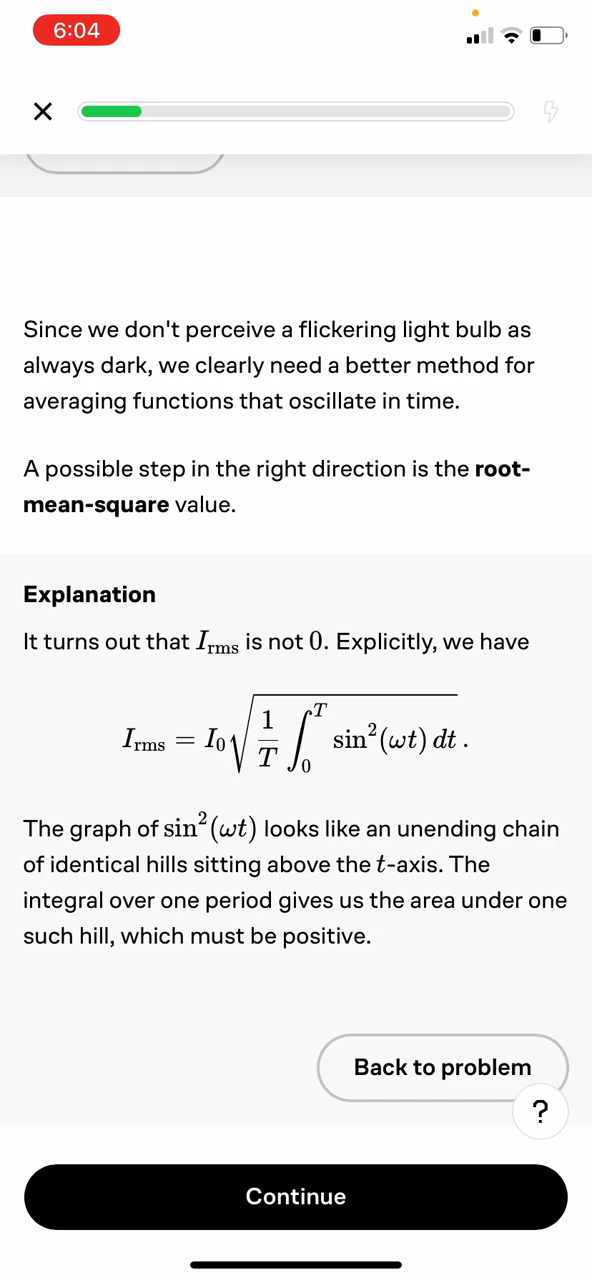 6:04
Since we don't perceive a flickering light bulb as
always dark, we clearly need a better method for
averaging functions that oscillate in time.
A possible step in the right direction is the root-
mean-square value.
Explanation
It turns out that I_rms is not 0. Explicitly, we have
I_rms = I_0 √(1/T ∫_0^T sin²(ωt) dt) .
The graph of sin²(ωt) looks like an unending chain
of identical hills sitting above the t-axis. The
integral over one period gives us the area under one
such hill, which must be positive.
Back to problem
?
Continue